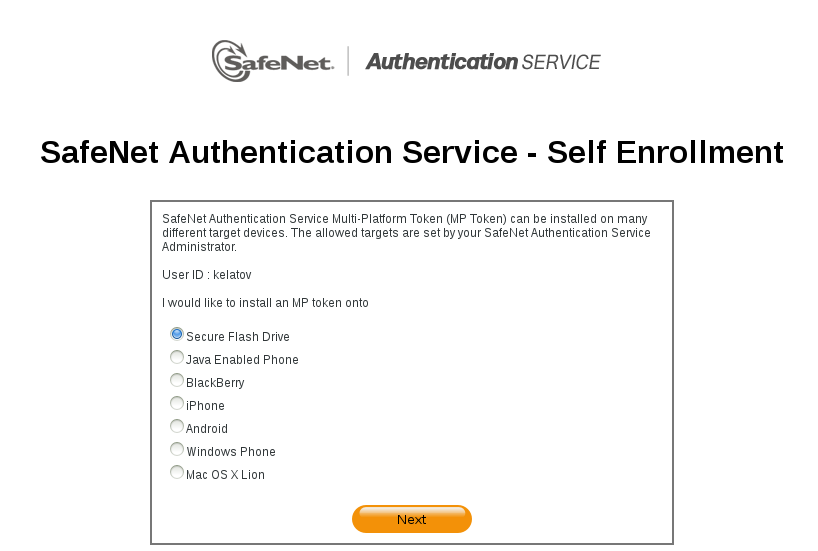 SafeNet. Authentication SERVICE
SafeNet Authentication Service - Self Enrollment
SafeNet Authentication Service Multi-Platform Token (MP Token) can be installed on many
different target devices. The allowed targets are set by your SafeNet Authentication Service
Administrator.
User ID : kelatov
I would like to install an MP token onto
Secure Flash Drive
Java Enabled Phone
BlackBerry
iPhone
Android
Windows Phone
Mac OS X Lion
Next